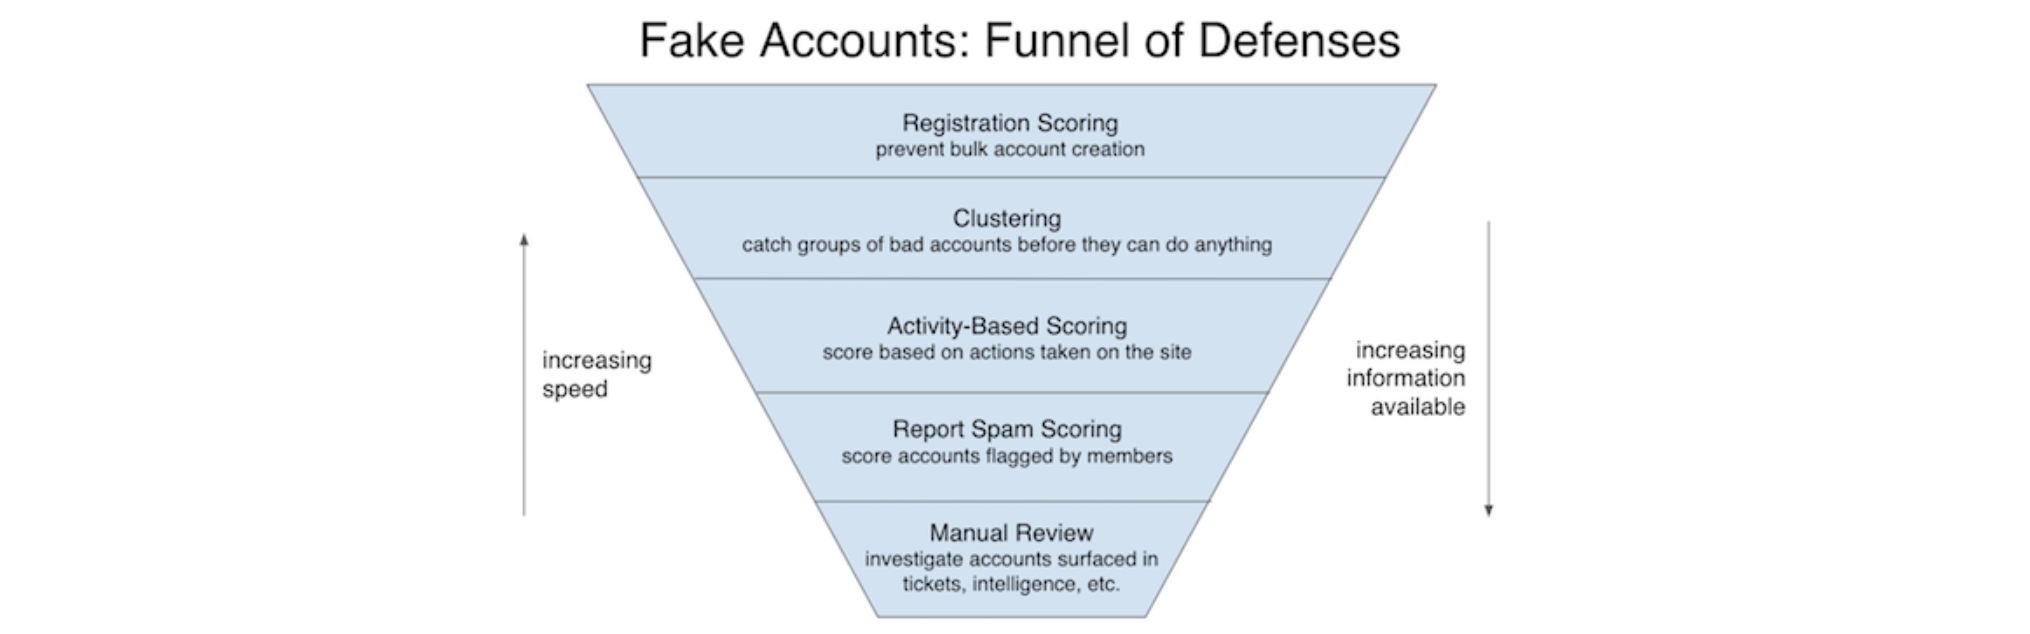 Fake Accounts: Funnel of Defenses
Registration Scoring
prevent bulk account creation
Clustering
catch groups of bad accounts before they can do anything
Activity-Based Scoring
score based on actions taken on the site
increasing
speed
increasing
information
available
Report Spam Scoring
score accounts flagged by members
Manual Review
investigate accounts surfaced in
tickets, intelligence, etc.